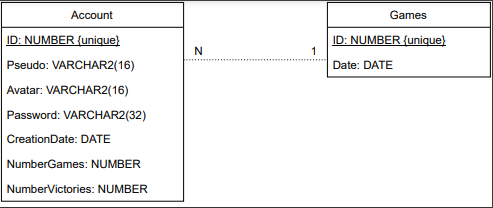 Account
ID: NUMBER {unique}
Pseudo: VARCHAR2(16)
Avatar: VARCHAR2(16)
Password: VARCHAR2(32)
CreationDate: DATE
NumberGames: NUMBER
NumberVictories: NUMBER
N
1
Games
ID: NUMBER {unique}
Date: DATE